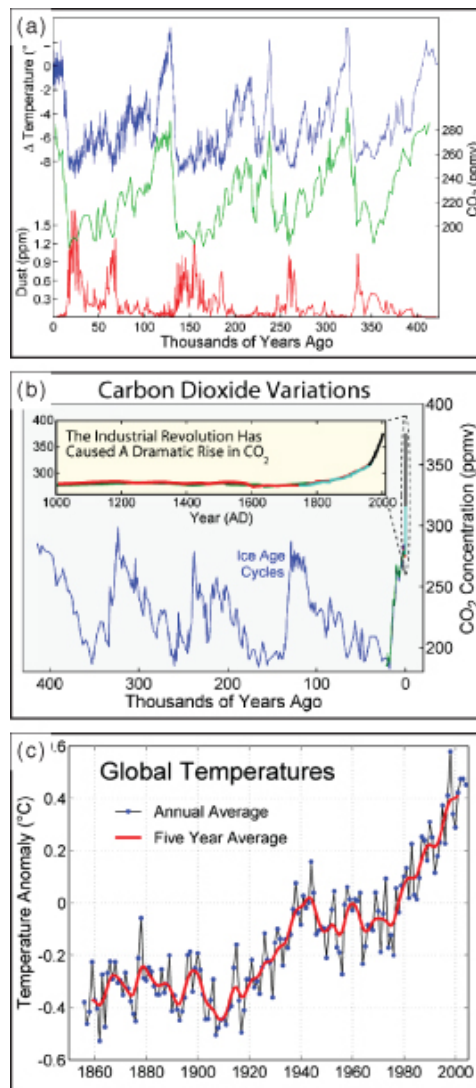 (a)
Δ Temperature (°
0
-2
-4
-6
-8
280
260
240
220
200
CO2 (ppmv)
Dust (ppm)
1.5
1.2
0.9
0.6
0.3
0 50 100 150 200 250 300 350 400
Thousands of Years Ago
(b)
Carbon Dioxide Variations
400
350
300
The Industrial Revolution Has
Caused A Dramatic Rise in CO2
1000 1200 1400 1600 1800 2000
Year (AD)
Ice Age
Cycles
400
350
300
250
200
CO2 Concentration (ppmv)
400 300 200 100 0
Thousands of Years Ago
(c)
Global Temperatures
Annual Average
Five Year Average
Temperature Anomaly (°C)
0.6
0.4
0.2
0
-0.2
-0.4
-0.6
1860 1880 1900 1920 1940 1960 1980 2000